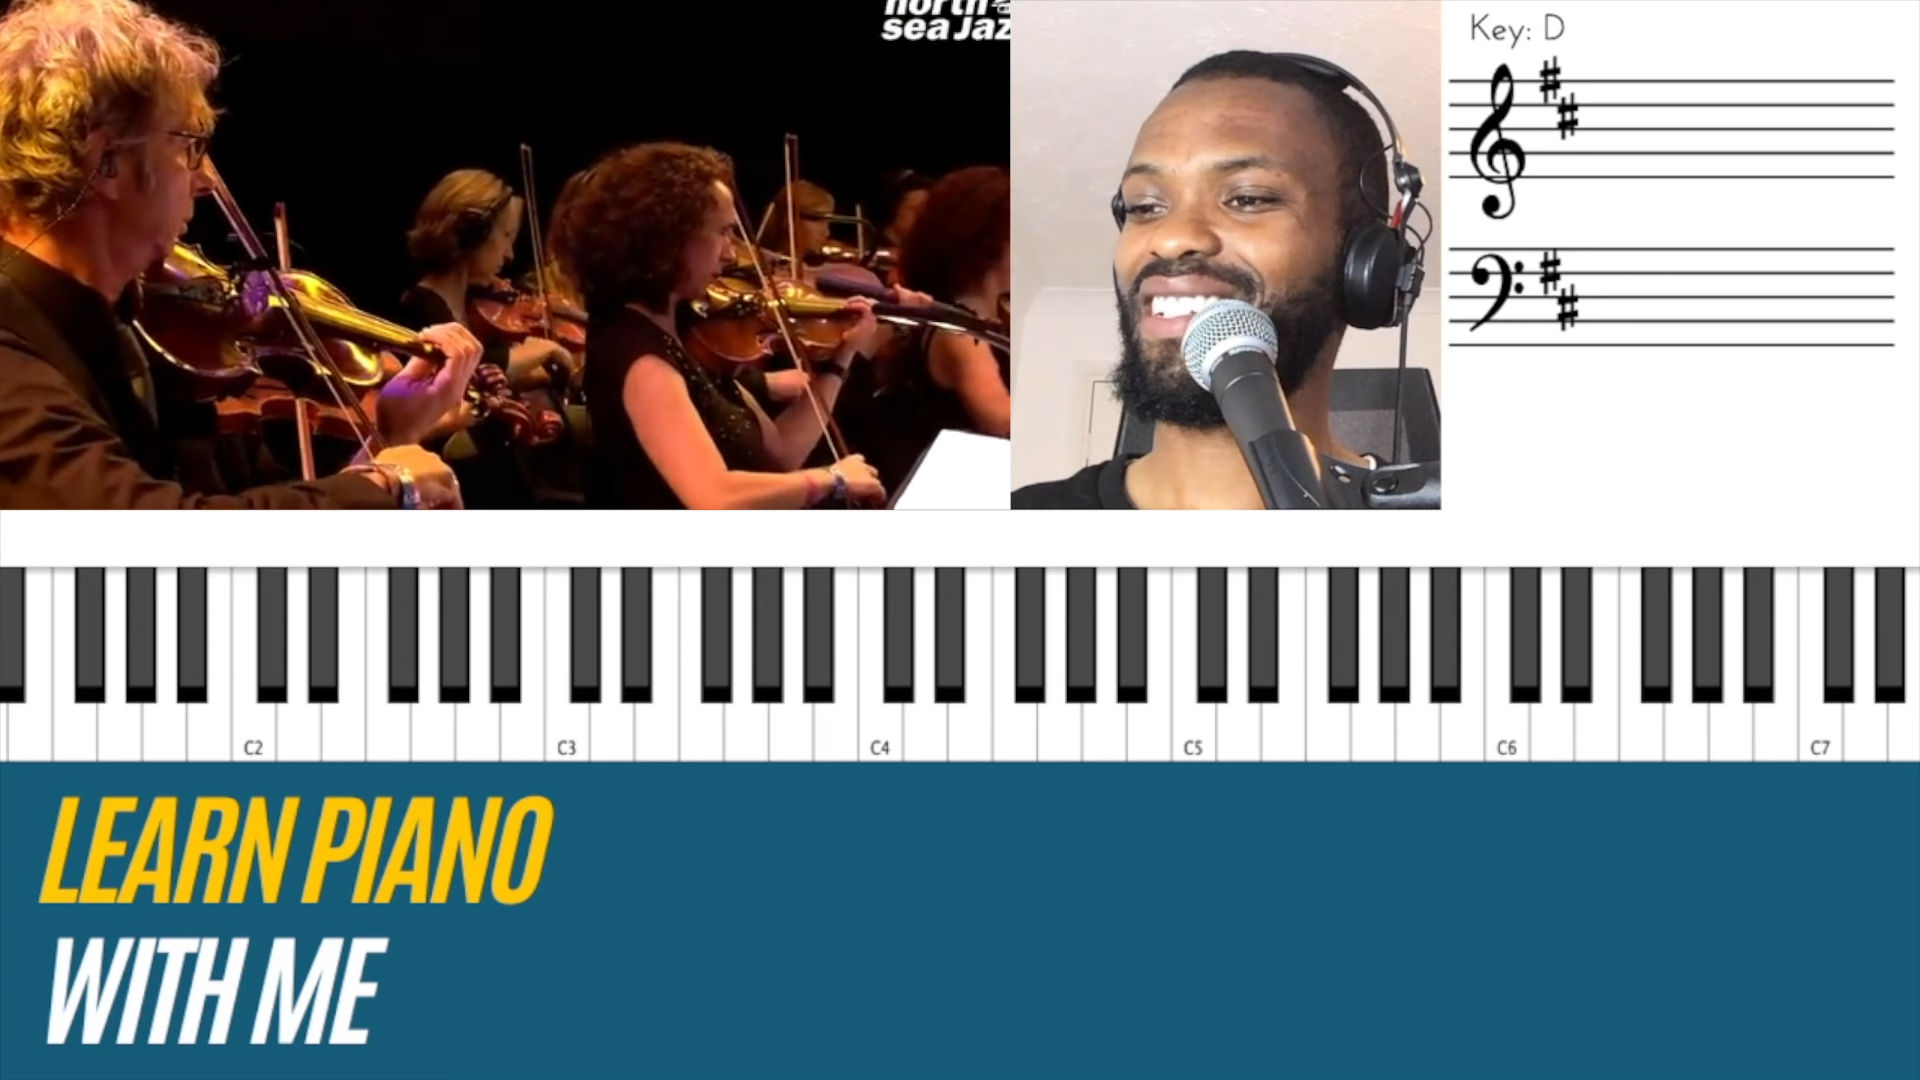 north
sea Jaz
Key: D
C2
C3
C4
C5
C6
C7
LEARN PIANO
WITH ME